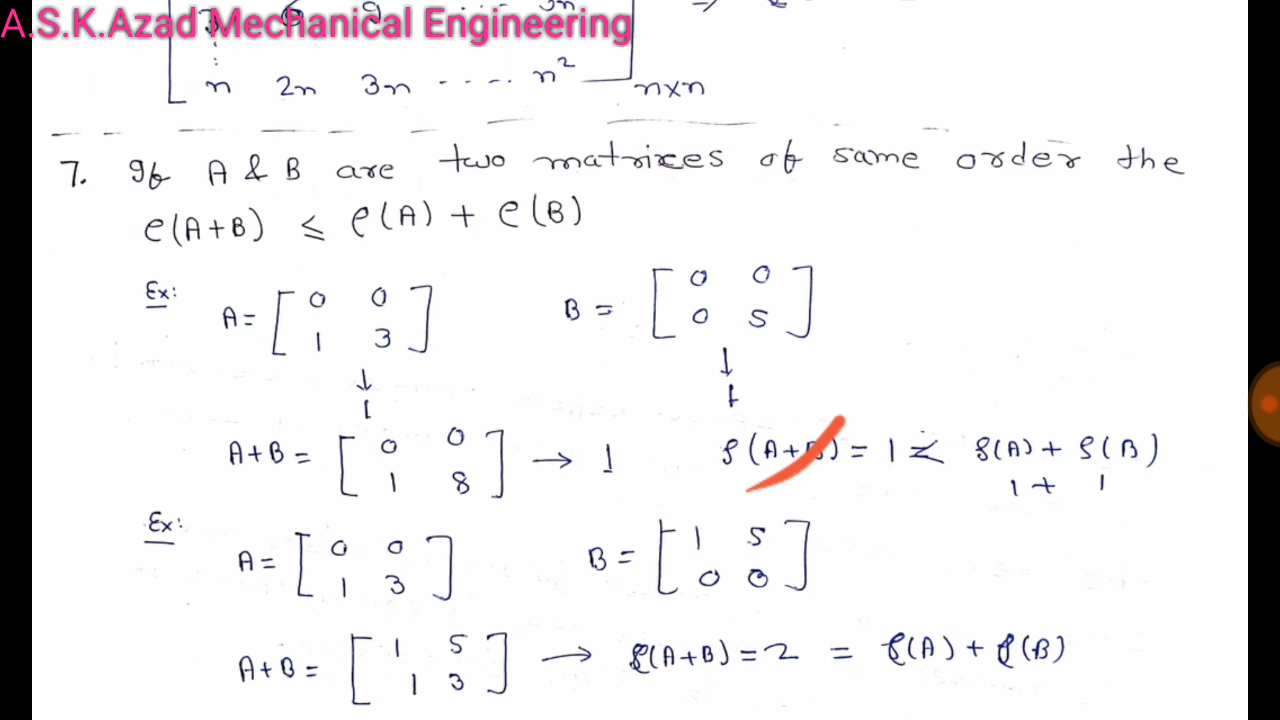 A.S.K.Azad Mechanical Engineering
n 2n 3n ..... n² n×n
7. If A & B are two matrixes of same order the
ρ(A+B) ≤ ρ(A) + ρ(B)
Ex: A = [ 0 0 B = [ 0 0
1 3 ] 0 5 ]
↓ ↓
1 1
A+B = [ 0 0
1 8 ] → 1 ρ(A+B) = 1 < ρ(A) + ρ(B)
1 + 1
Ex: A = [ 0 0 B = [ 1 5
1 3 ] 0 0 ]
A+B = [ 1 5
1 3 ] → ρ(A+B) = 2 = ρ(A) + ρ(B)